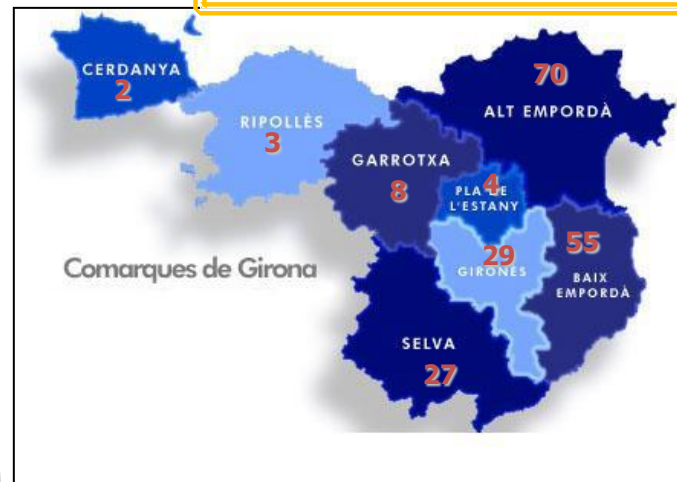 CERDANYA
2
RIPOLLÈS
3
GARROTXA
8
70
ALT EMPORDÀ
4
PLA DE
L'ESTANY
29
GIRONÈS
55
BAIX
EMPORDÀ
Comarques de Girona
SELVA
27